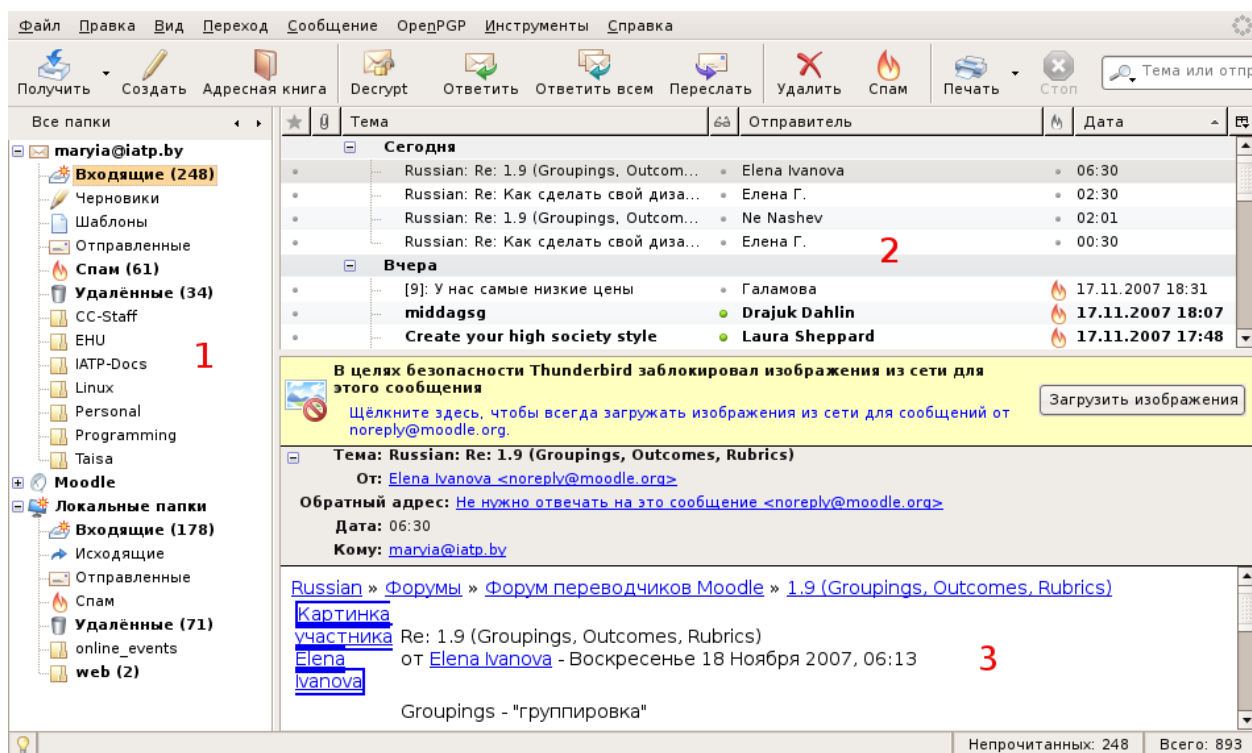 Файл Правка Вид Переход Сообщение OpenPGP Инструменты Справка
Получить Создать Адресная книга Decrypt Ответить Ответить всем Переслать Удалить Спам Печать Стоп Тема или отпр
Все папки
Тема Отправитель Дата
maryia@iatp.by
Входящие (248)
Черновики
Шаблоны
Отправленные
Спам (61)
Удалённые (34)
CC-Staff
EHU
IATP-Docs
Linux
Personal
Programming
Taisa
Moodle
Локальные папки
Входящие (178)
Исходящие
Отправленные
Спам
Удалённые (71)
online_events
web (2)
1
Сегодня
Russian: Re: 1.9 (Groupings, Outcom... Elena Ivanova 06:30
Russian: Re: Как сделать свой диза... Елена Г. 02:30
Russian: Re: 1.9 (Groupings, Outcom... Ne Nashev 02:01
Russian: Re: Как сделать свой диза... Елена Г. 00:30
2
Вчера
[9]: У нас самые низкие цены Галамова 17.11.2007 18:31
middagsg Drajuk Dahlin 17.11.2007 18:07
Create your high society style Laura Sheppard 17.11.2007 17:48
В целях безопасности Thunderbird заблокировал изображения из сети для
этого сообщения
Щёлкните здесь, чтобы всегда загружать изображения из сети для сообщений от
noreply@moodle.org.
Загрузить изображения
Тема: Russian: Re: 1.9 (Groupings, Outcomes, Rubrics)
От: Elena Ivanova <noreply@moodle.org>
Обратный адрес: Не нужно отвечать на это сообщение <noreply@moodle.org>
Дата: 06:30
Кому: maryia@iatp.by
Russian » Форумы » Форум переводчиков Moodle » 1.9 (Groupings, Outcomes, Rubrics)
Картинка
участника
Elena
Ivanova
Re: 1.9 (Groupings, Outcomes, Rubrics)
от Elena Ivanova - Воскресенье 18 Ноября 2007, 06:13
3
Groupings - "группировка"
Непрочитанных: 248 Всего: 893